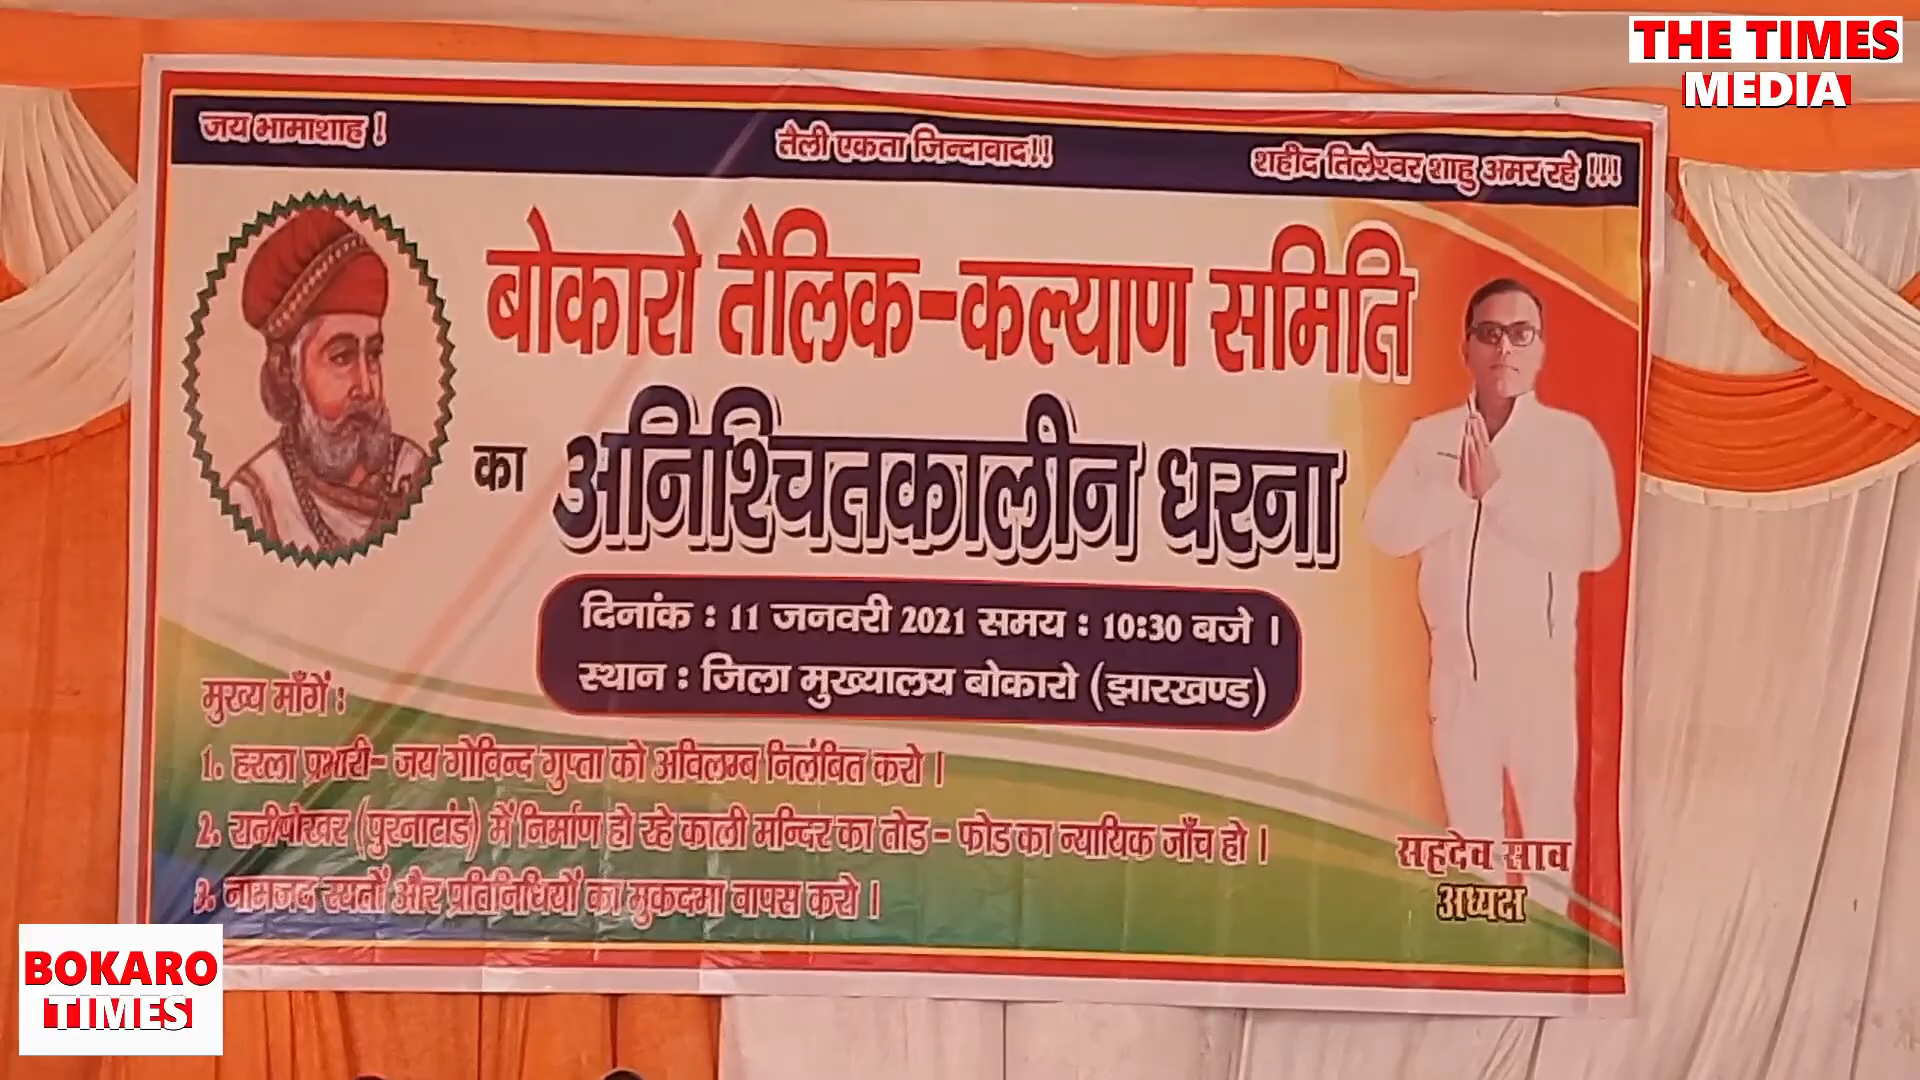 THE TIMES
MEDIA
जय भामाशाह !
तैली एकता जिन्दावाद!!
शहीद तिलेश्वर शाहु अमर रहे !!!
बोकारो तैलिक-कल्याण समिति
का अनिश्चितकालीन धरना
दिनांक : 11 जनवरी 2021 समय : 10:30 बजे ।
स्थान : जिला मुख्यालय बोकारो (झारखण्ड)
मुख्य माँगें :
1. हरला प्रभारी- जय गोविन्द गुप्ता को अविलम्ब निलंबित करो ।
2. रानीपोखर (पुरनाटांड) में निर्माण हो रहे काली मन्दिर का तोड - फोड का न्यायिक जाँच हो ।
3. नामजद रयतों और प्रतिनिधियों का मुकदमा वापस करो ।
सहदेव साव
अध्यक्ष
BOKARO
TIMES